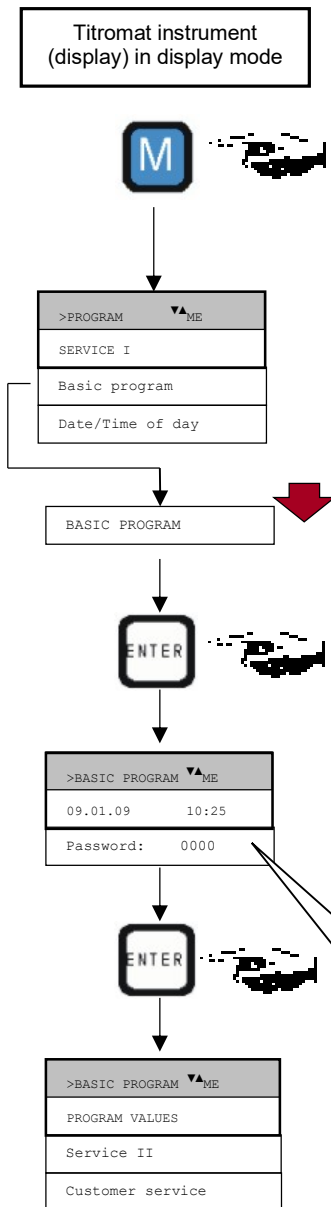 Titromat instrument
(display) in display mode
M
>PROGRAM ▼▲ME
SERVICE I
Basic program
Date/Time of day
BASIC PROGRAM
ENTER
>BASIC PROGRAM ▼▲ME
09.01.09 10:25
Password: 0000
ENTER
>BASIC PROGRAM ▼▲ME
PROGRAM VALUES
Service II
Customer service